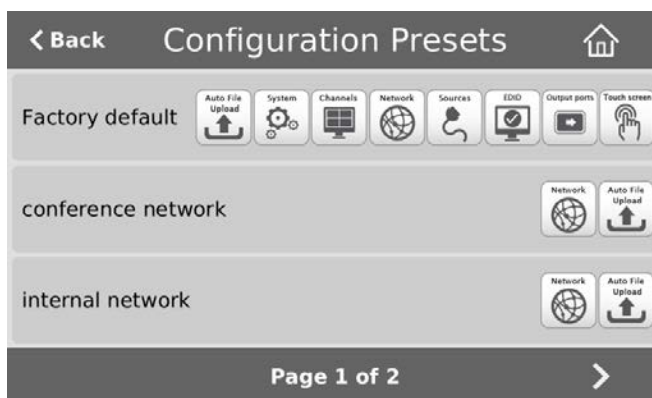 Back Configuration Presets
Factory default
Auto File Upload
System
Channels
Network
Sources
EDID
Output ports
Touch screen
conference network
Network
Auto File Upload
internal network
Network
Auto File Upload
Page 1 of 2